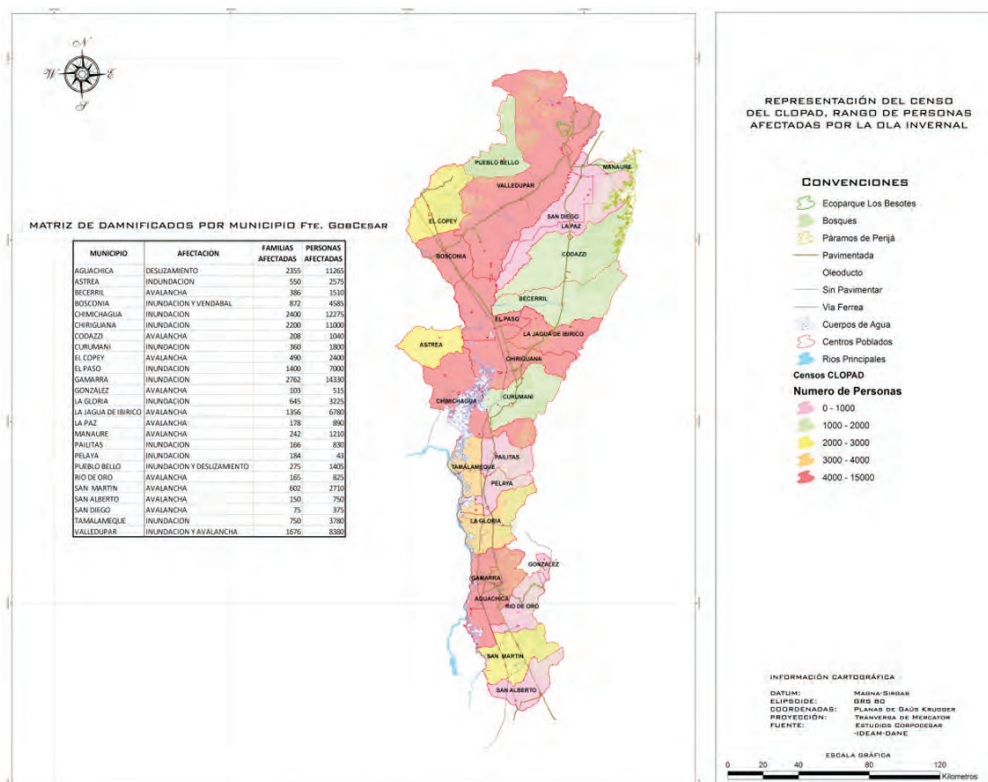 N
W E
S
MATRIZ DE DAMNIFICADOS POR MUNICIPIO FTE. GOBCESAR
MUNICIPIO AFECTACION FAMILIAS AFECTADAS PERSONAS AFECTADAS
AGUACHICA DESLIZAMIENTO 2355 11265
ASTREA INDUNDACION 550 2575
BECERRIL AVALANCHA 386 1510
BOSCONIA INUNDACION Y VENDABAL 872 4585
CHIMICHAGUA INUNDACION 2400 12275
CHIRIGUANA INUNDACION 2200 11000
CODAZZI AVALANCHA 208 1040
CURUMANI INUNDACION 360 1800
EL COPEY AVALANCHA 490 2400
EL PASO INUNDACION 1400 7000
GAMARRA INUNDACION 2762 14330
GONZALEZ AVALANCHA 103 515
LA GLORIA INUNDACION 645 3225
LA JAGUA DE IBIRICO AVALANCHA 1356 6780
LA PAZ AVALANCHA 178 890
MANAURE AVALANCHA 242 1210
PAILITAS INUNDACION 166 830
PELAYA INUNDACION 184 43
PUEBLO BELLO INUNDACION Y DESLIZAMIENTO 275 1405
RIO DE ORO AVALANCHA 165 825
SAN MARTIN AVALANCHA 602 2710
SAN ALBERTO AVALANCHA 150 750
SAN DIEGO AVALANCHA 75 375
TAMALAMEQUE INUNDACION 750 3780
VALLEDUPAR INUNDACION Y AVALANCHA 1676 8380
PUEBLO BELLO
MANAURE
VALLEDUPAR
EL COPEY
SAN DIEGO
LA PAZ
BOSCONIA
CODAZZI
BECERRIL
EL PASO
LA JAGUA DE IBIRICO
ASTREA
CHIRIGUANA
CHIMICHAGUA
CURUMANI
PAILITAS
TAMALAMEQUE
PELAYA
LA GLORIA
GONZALEZ
GAMARRA
AGUACHICA
RIO DE ORO
SAN MARTIN
SAN ALBERTO
REPRESENTACIÓN DEL CENSO
DEL CLOPAD, RANGO DE PERSONAS
AFECTADAS POR LA OLA INVERNAL
CONVENCIONES
Ecoparque Los Besotes
Bosques
Páramos de Perijá
Pavimentada
Oleoducto
Sin Pavimentar
Via Ferrea
Cuerpos de Agua
Centros Poblados
Rios Principales
Censos CLOPAD
Numero de Personas
0 - 1000
1000 - 2000
2000 - 3000
3000 - 4000
4000 - 15000
INFORMACIÓN CARTOGRÁFICA
DATUM: MAGNA-SIRGAS
ELIPSOIDE: GRS 80
COORDENADAS: PLANAS DE GAÜS KRUGGER
PROYECCIÓN: TRANVERGA DE MERCATOR
FUENTE: ESTUDIOS CORPOCESAR
-IDEAM-DANE
ESCALA GRÁFICA
0 20 40 60 80 120
Kilometros